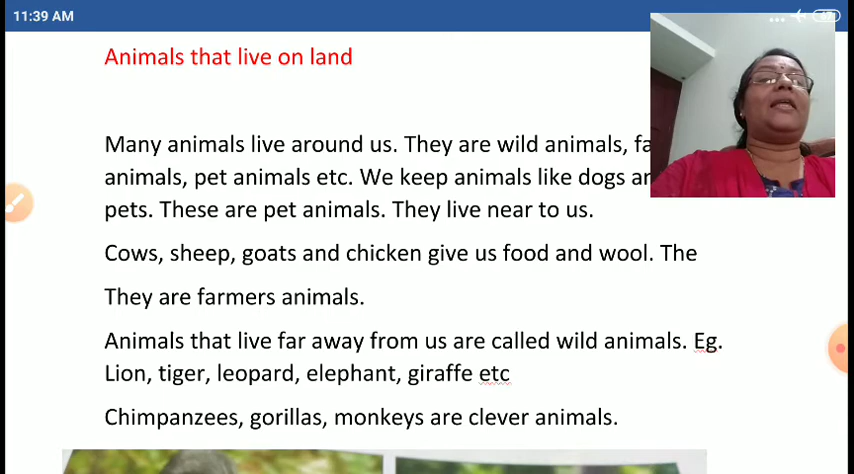 11:39 AM
67
Animals that live on land
Many animals live around us. They are wild animals,
animals, pet animals etc. We keep animals like dogs
pets. These are pet animals. They live near to us.
Cows, sheep, goats and chicken give us food and wool. The
They are farmers animals.
Animals that live far away from us are called wild animals. Eg.
Lion, tiger, leopard, elephant, giraffe etc
Chimpanzees, gorillas, monkeys are clever animals.